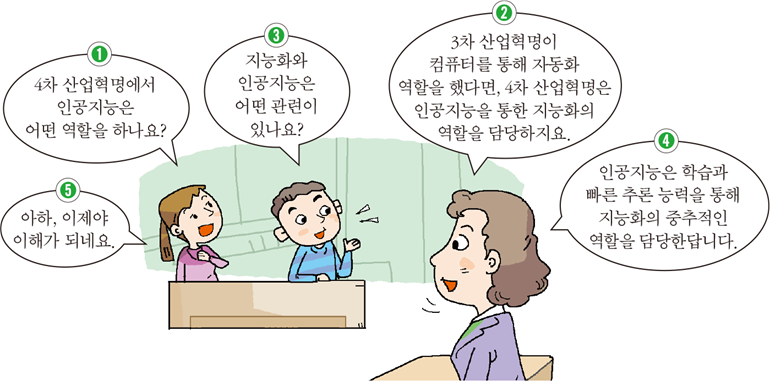 1
4차 산업혁명에서
인공지능은
어떤 역할을 하나요?
2
3차 산업혁명이
컴퓨터를 통해 자동화
역할을 했다면, 4차 산업혁명은
인공지능을 통한 지능화의
역할을 담당하지요.
3
지능화와
인공지능은
어떤 관련이
있나요?
4
인공지능은 학습과
빠른 추론 능력을 통해
지능화의 중추적인
역할을 담당한답니다.
5
아하, 이제야
이해가 되네요.